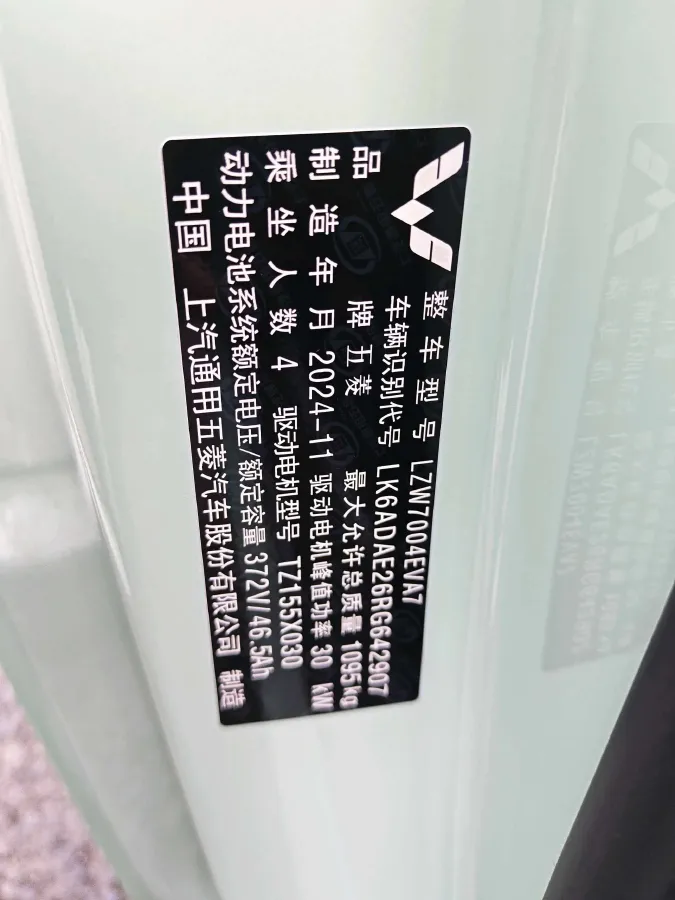 整车型号 LZW7004EVA7
车辆识别代号 LK6ADAE26RG642907
品牌 五菱 最大允许总质量 1095kg
制造年月 2024-11 驱动电机峰值功率 30 kW
乘坐人数 4 驱动电机型号 TZ155X030
动力电池系统额定电压/额定容量 372V/46.5Ah
中国 上汽通用五菱汽车股份有限公司 制造